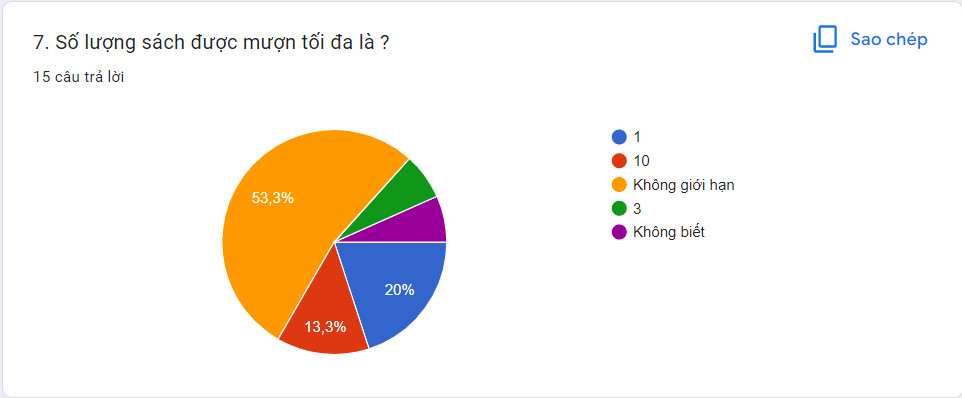 7. Số lượng sách được mượn tối đa là ?
Sao chép
15 câu trả lời
1
10
Không giới hạn
3
Không biết
53,3%
20%
13,3%